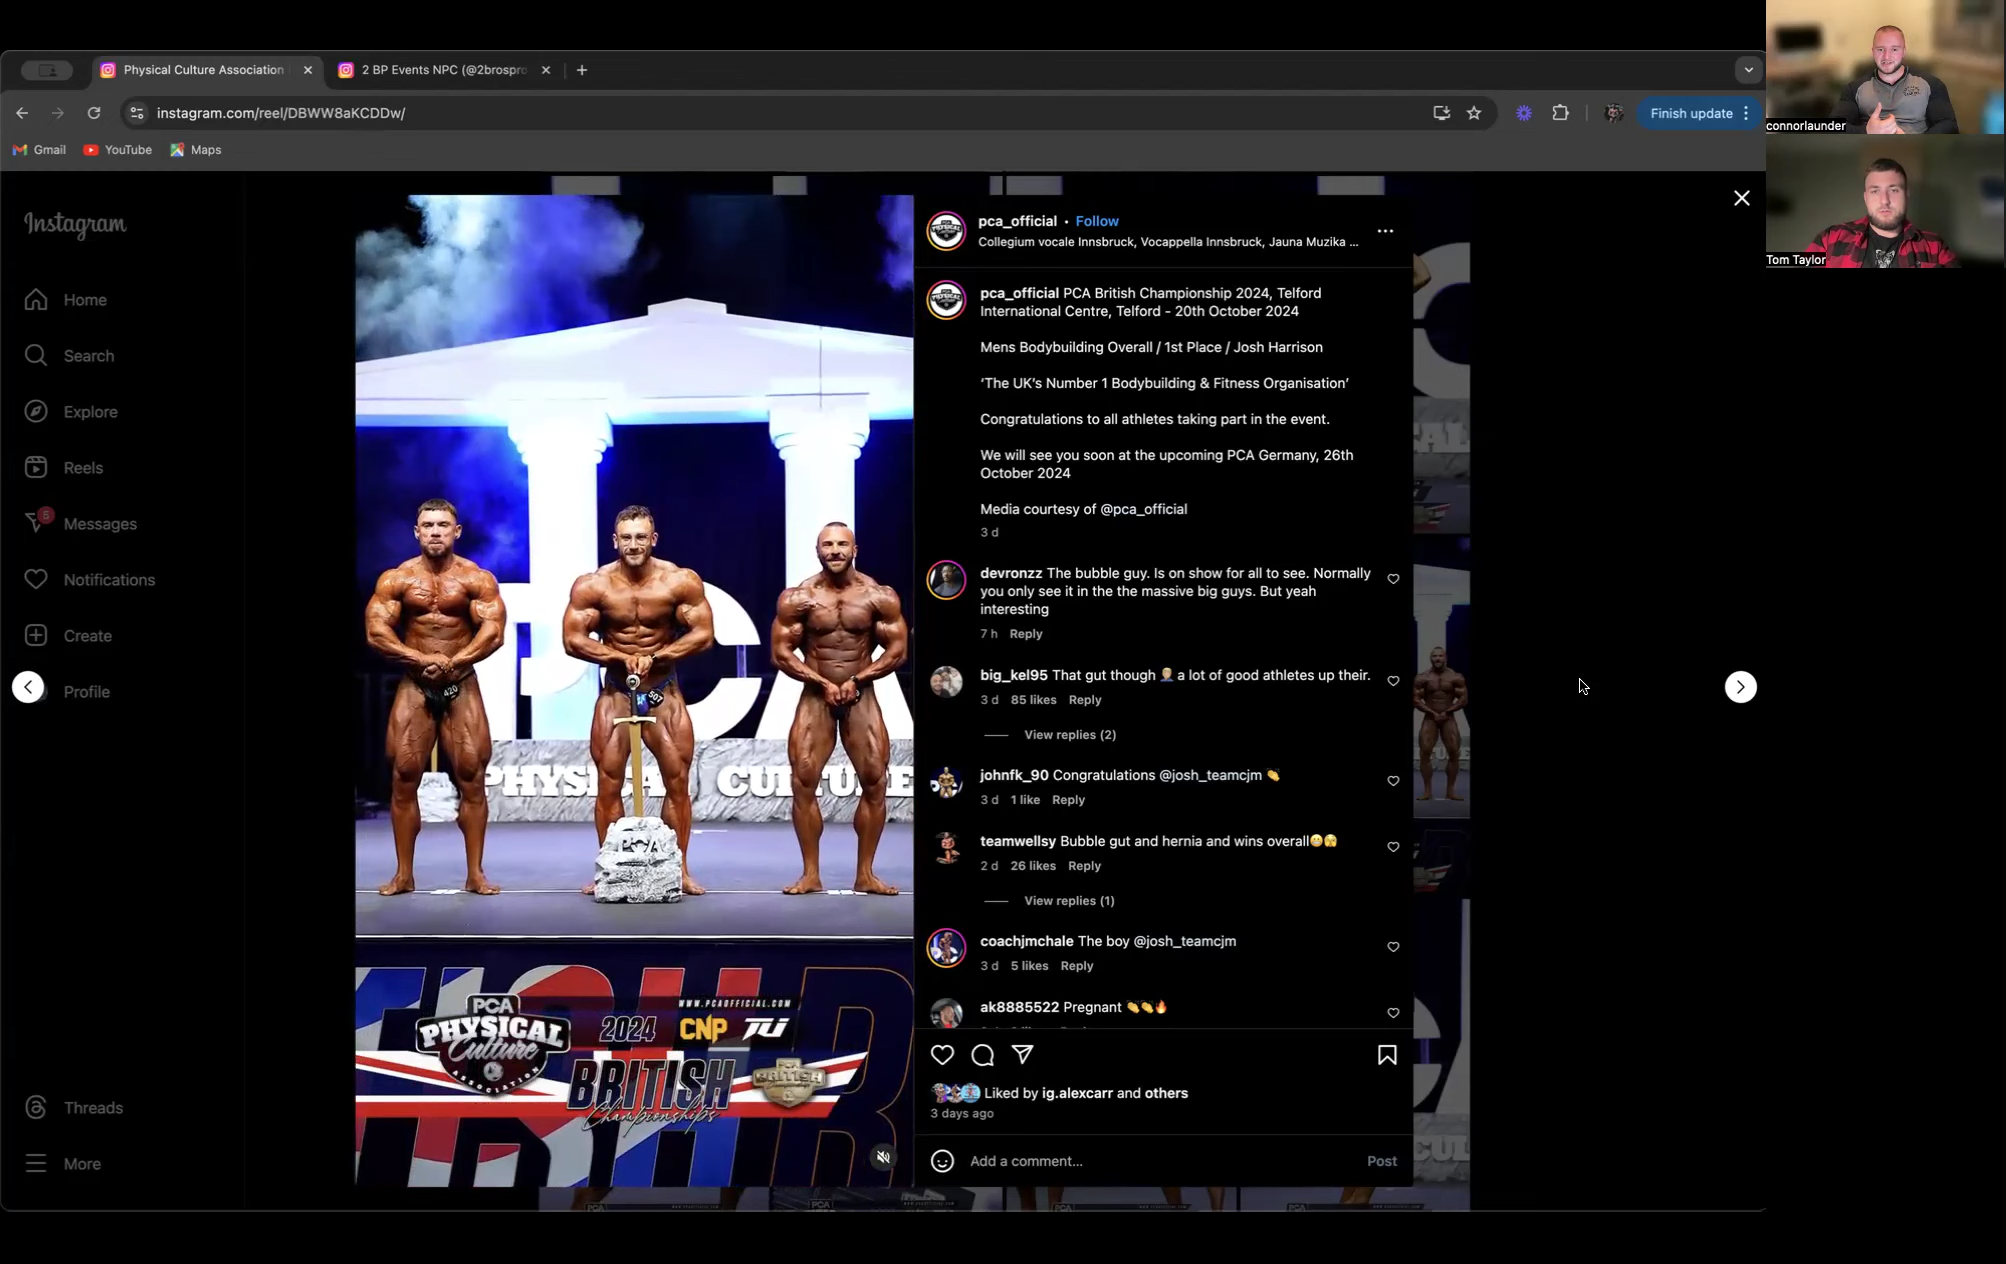 Physical Culture Association
2 BP Events NPC (@2brospro
instagram.com/reel/DBWW8aKCDDw/
Finish update
Gmail
YouTube
Maps
connorlaunder
Tom Taylor
Instagram
Home
Search
Explore
Reels
5
Messages
Notifications
Create
Profile
Threads
More
pca_official • Follow
Collegium vocale Innsbruck, Vocappella Innsbruck, Jauna Muzika ...
pca_official PCA British Championship 2024, Telford
International Centre, Telford - 20th October 2024
Mens Bodybuilding Overall / 1st Place / Josh Harrison
‘The UK’s Number 1 Bodybuilding & Fitness Organisation’
Congratulations to all athletes taking part in the event.
We will see you soon at the upcoming PCA Germany, 26th
October 2024
Media courtesy of @pca_official
3 d
devronzz The bubble guy. Is on show for all to see. Normally
you only see it in the the massive big guys. But yeah
interesting
7 h Reply
big_kel95 That gut though 🤦🏼‍♂️ a lot of good athletes up their.
3 d 85 likes Reply
View replies (2)
johnfk_90 Congratulations @josh_teamcjm 👏
3 d 1 like Reply
teamwellsy Bubble gut and hernia and wins overall😁🫣
2 d 26 likes Reply
View replies (1)
coachjmchale The boy @josh_teamcjm
3 d 5 likes Reply
ak8885522 Pregnant 👏👏🔥
Liked by ig.alexcarr and others
3 days ago
Add a comment...
Post
420
507
PHYSICAL CULTURE
PCA
WWW.PCAOFFICIAL.COM
PCA
PHYSICAL
Culture
ASSOCIATION
2024 CNP TU
BRITISH
Championships